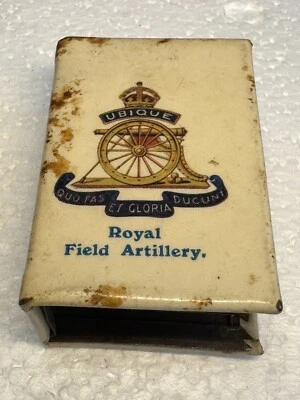 UBIQUE
QUO FAS ET GLORIA DUCUNT
Royal
Field Artillery.